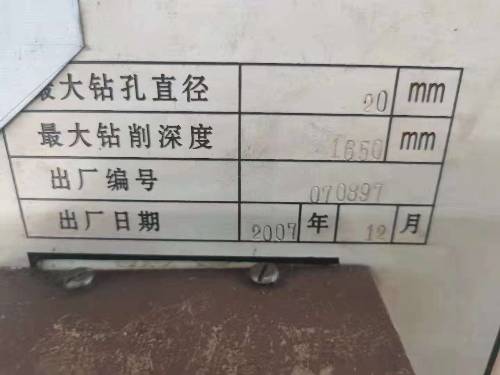 最大钻孔直径 20 mm
最大钻削深度 1650 mm
出厂编号 070897
出厂日期 2007 年 12 月